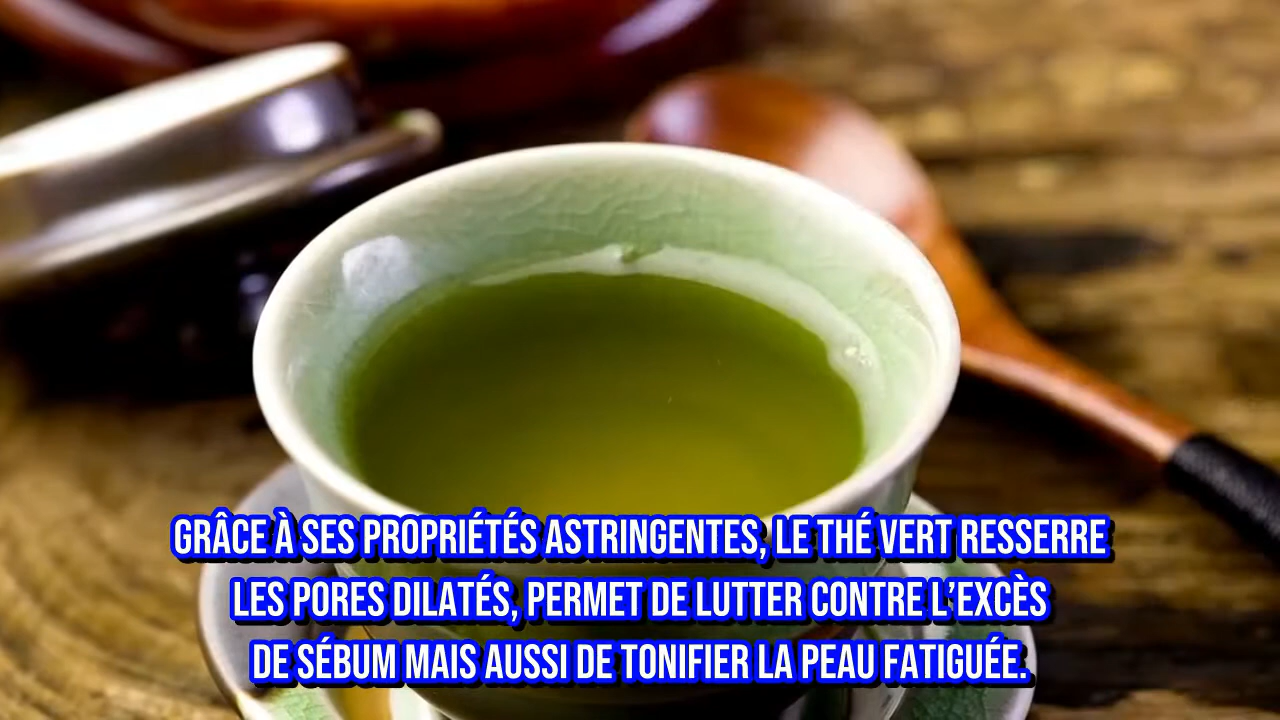 GRÂCE À SES PROPRIÉTÉS ASTRINGENTES, LE THÉ VERT RESSERRE
LES PORES DILATÉS, PERMET DE LUTTER CONTRE L’EXCÈS
DE SÉBUM MAIS AUSSI DE TONIFIER LA PEAU FATIGUÉE.